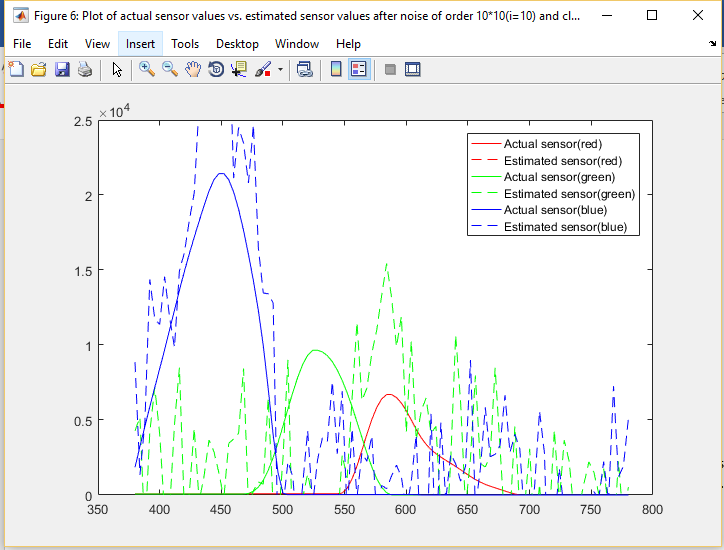 Figure 6: Plot of actual sensor values vs. estimated sensor values after noise of order 10*10(i=10) and cl...
File Edit View Insert Tools Desktop Window Help
×10⁴
2.5
2
1.5
1
0.5
0
350 400 450 500 550 600 650 700 750 800
Actual sensor(red)
Estimated sensor(red)
Actual sensor(green)
Estimated sensor(green)
Actual sensor(blue)
Estimated sensor(blue)